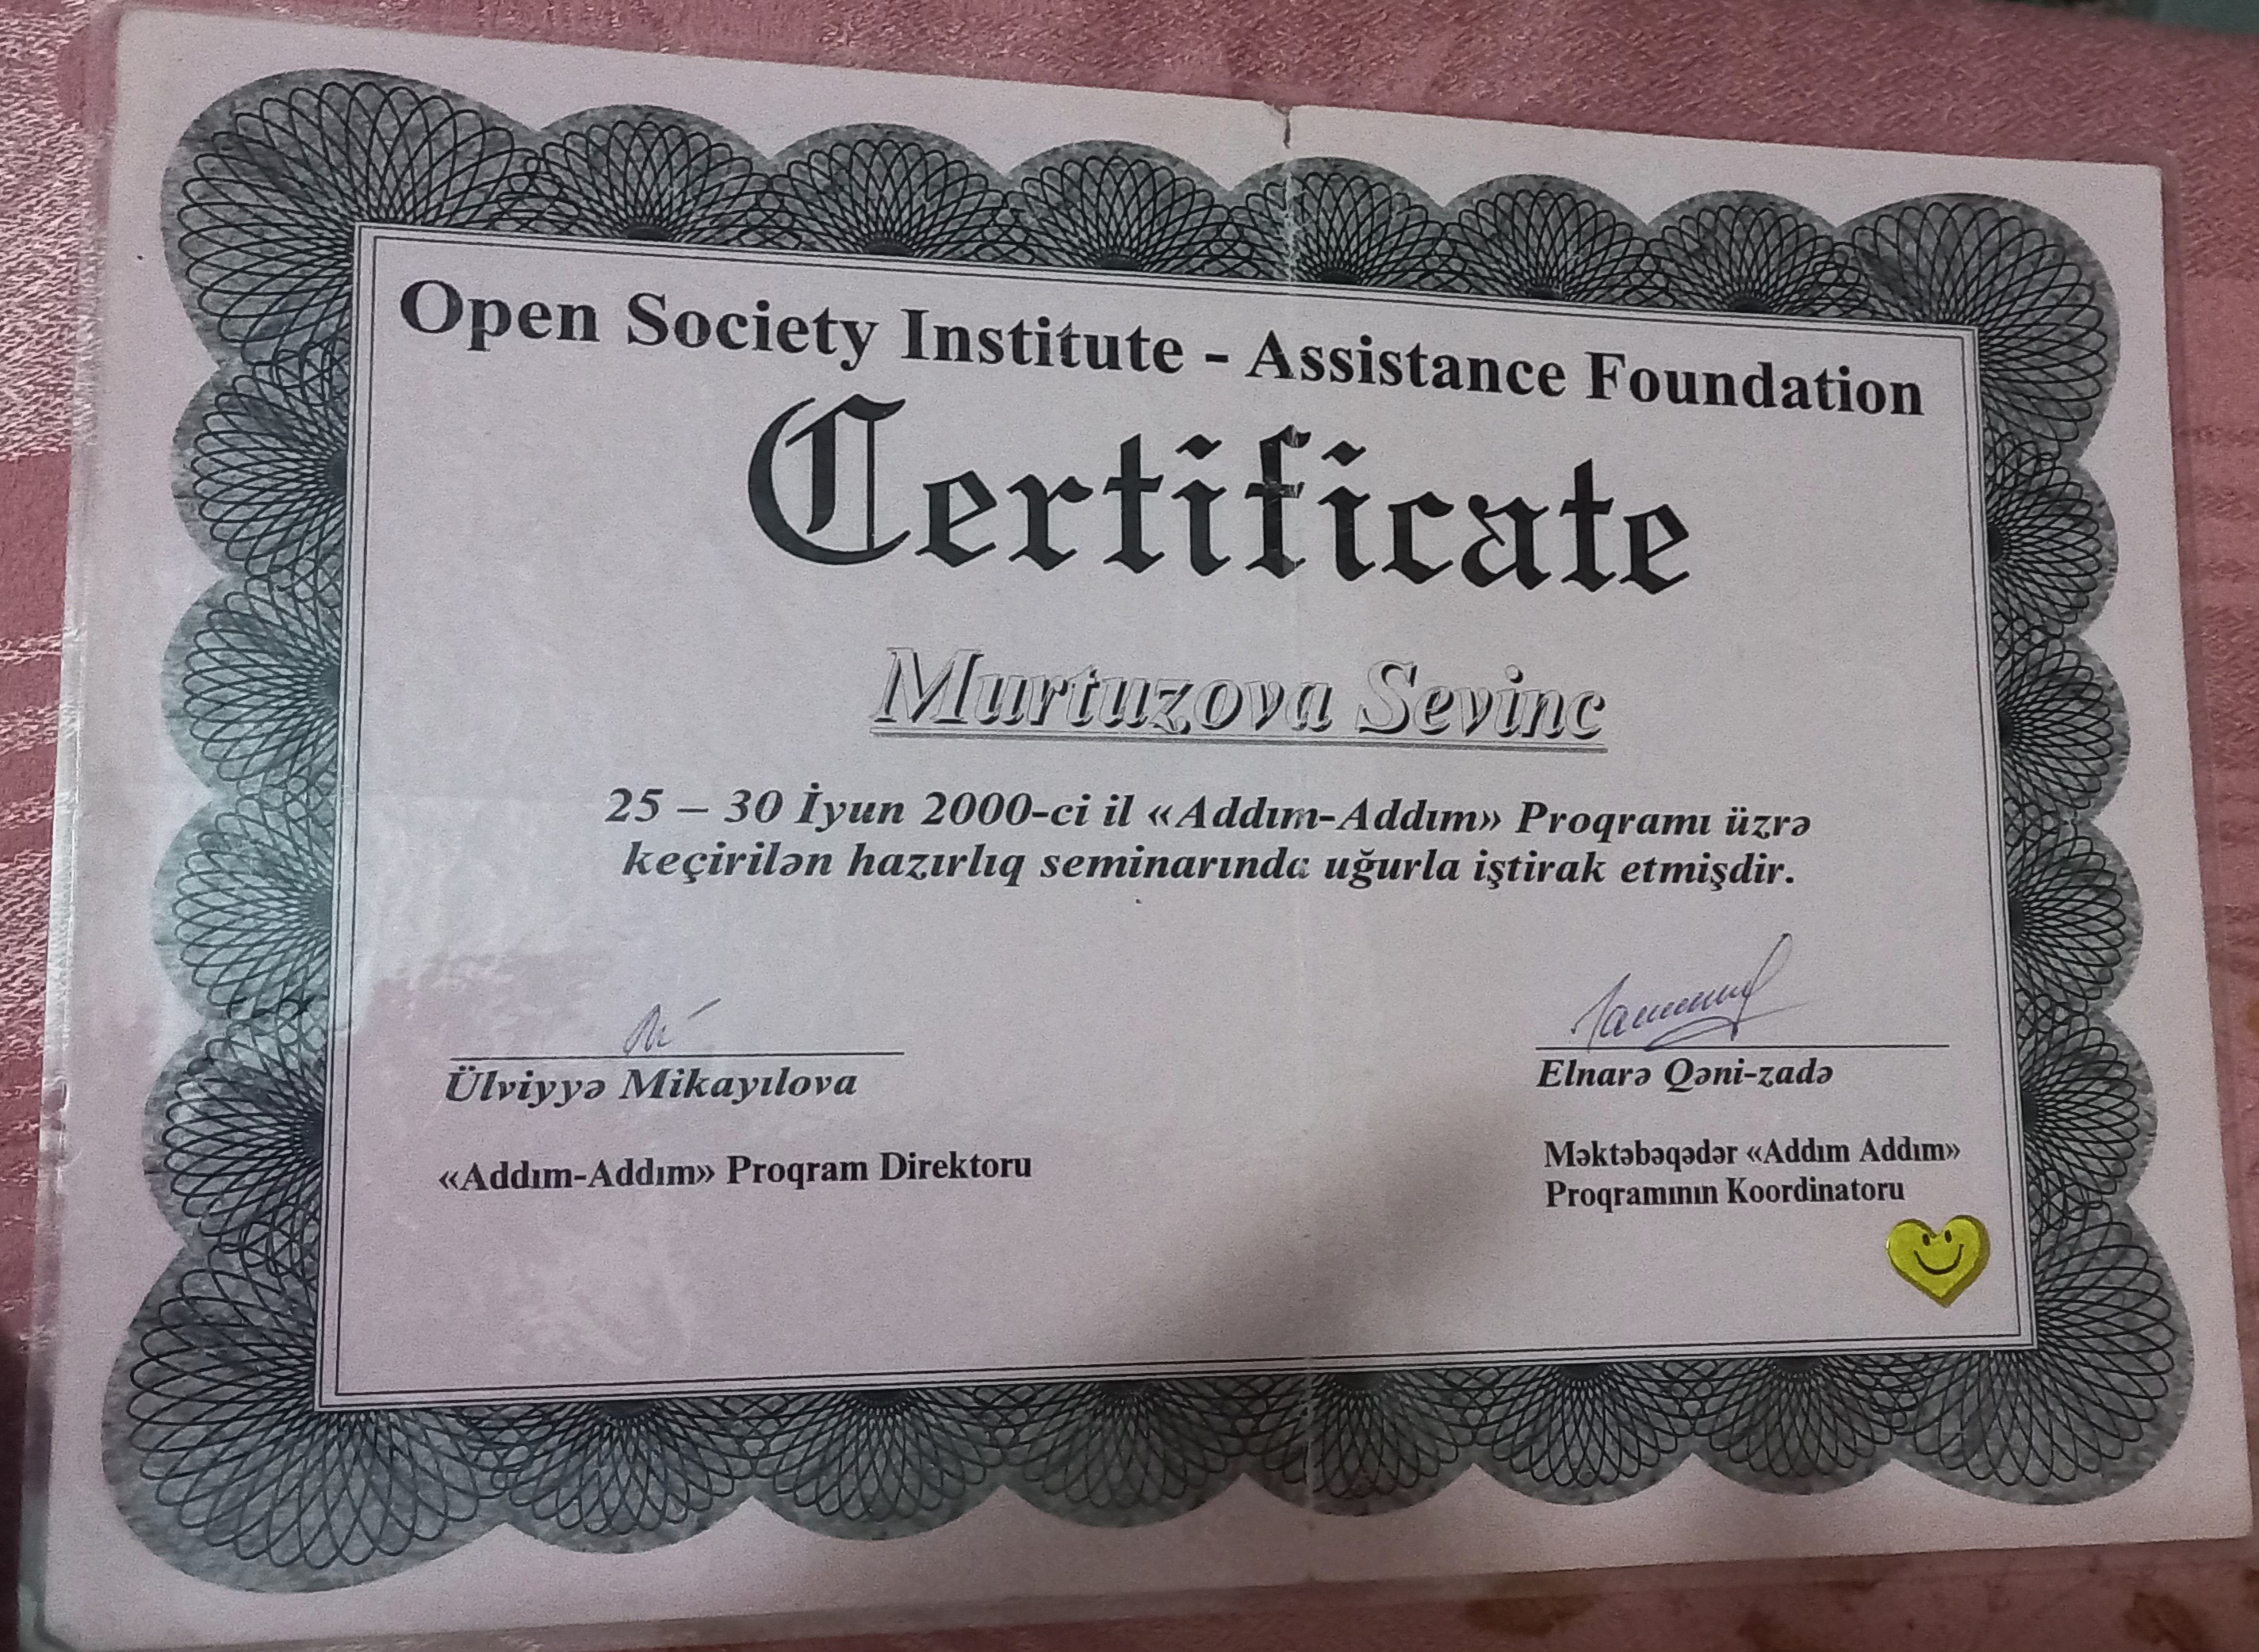 Open Society Institute - Assistance Foundation
Certificate
Murtuzova Sevinc
25 – 30 İyun 2000-ci il «Addım-Addım» Proqramı üzrə
keçirilən hazırlıq seminarında uğurla iştirak etmişdir.
Ülviyyə Mikayılova
Elnarə Qəni-zadə
«Addım-Addım» Proqram Direktoru
Məktəbəqədər «Addım Addım»
Proqramının Koordinatoru